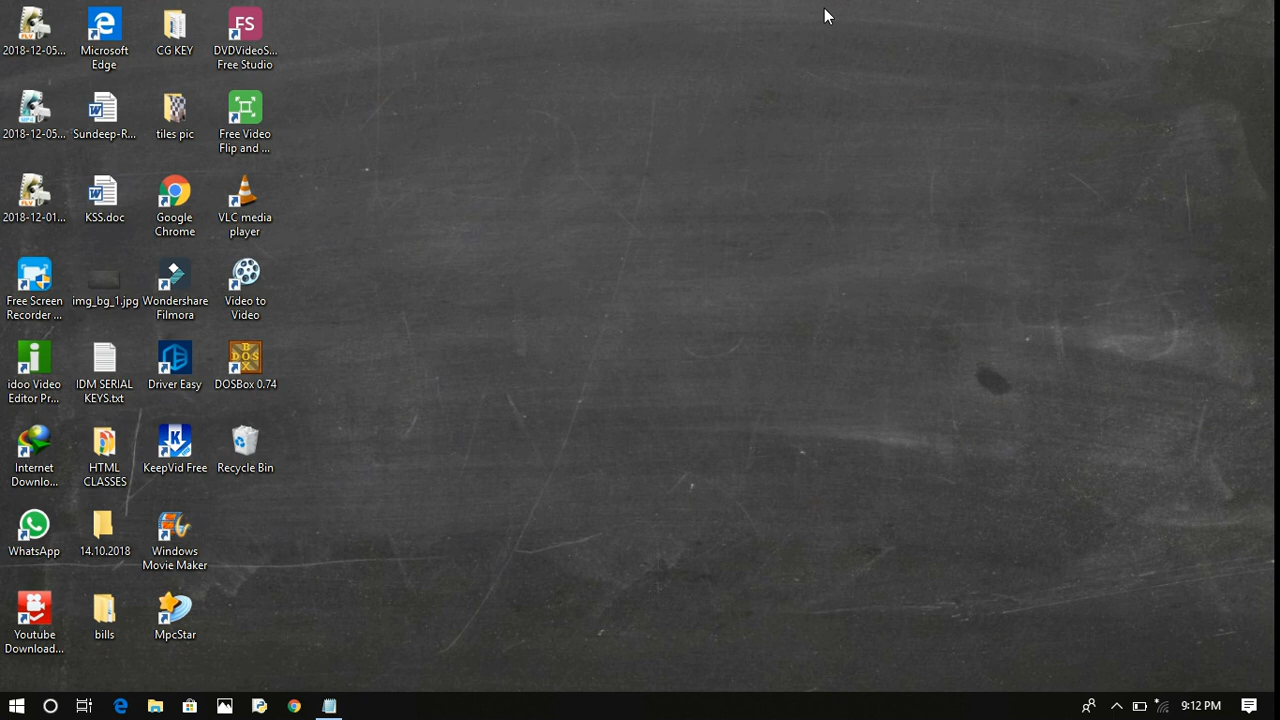 2018-12-05...
Microsoft
Edge
CG KEY
DVDVideoS...
Free Studio
2018-12-05...
Sundeep-R...
tiles pic
Free Video
Flip and ...
2018-12-01...
KSS.doc
Google
Chrome
VLC media
player
Free Screen
Recorder ...
img_bg_1.jpg
Wondershare
Filmora
Video to
Video
idoo Video
Editor Pr...
IDM SERIAL
KEYS.txt
Driver Easy
DOSBox 0.74
Internet
Downlo...
HTML
CLASSES
KeepVid Free
Recycle Bin
WhatsApp
14.10.2018
Windows
Movie Maker
Youtube
Download...
bills
MpcStar
9:12 PM